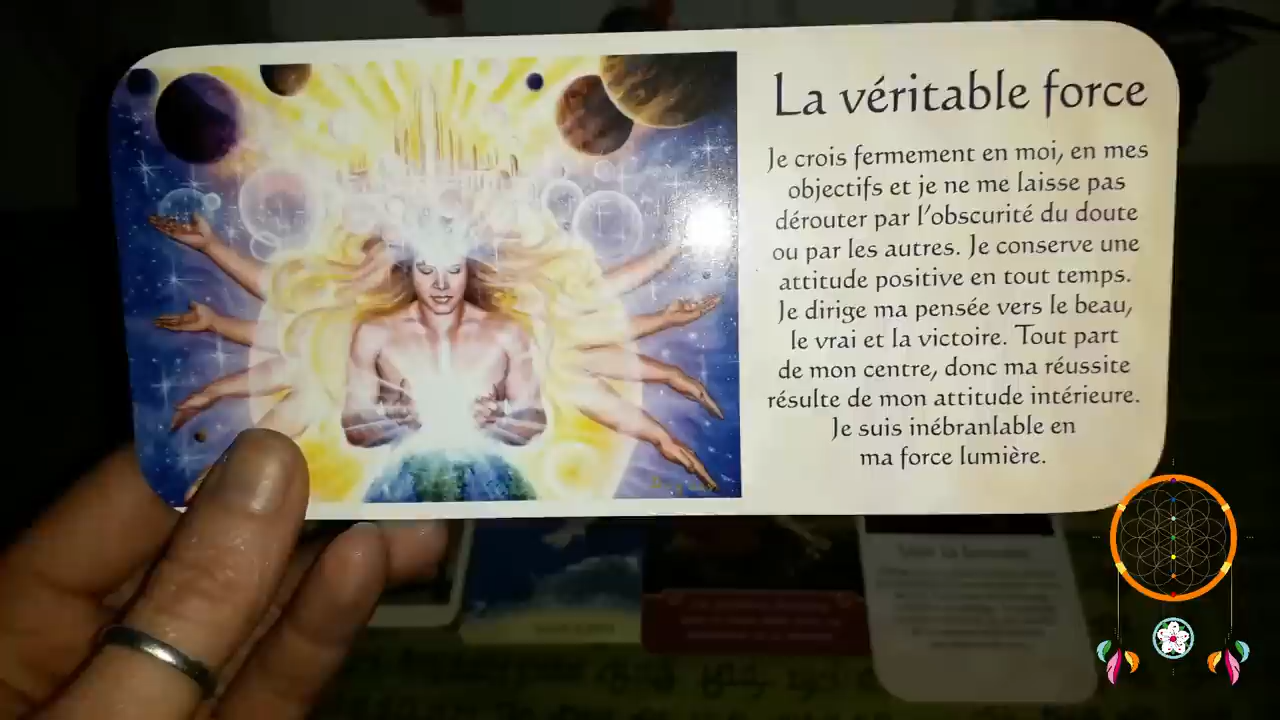 La véritable force
Je crois fermement en moi, en mes
objectifs et je ne me laisse pas
dérouter par l'obscurité du doute
ou par les autres. Je conserve une
attitude positive en tout temps.
Je dirige ma pensée vers le beau,
le vrai et la victoire. Tout part
de mon centre, donc ma réussite
résulte de mon attitude intérieure.
Je suis inébranlable en
ma force lumière.